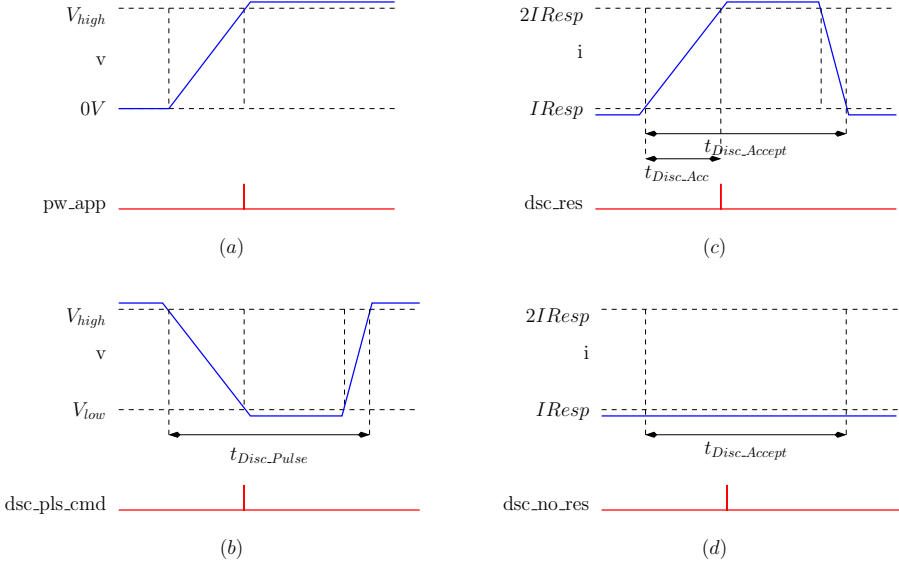 V_high
v
0V
pw_app
(a)
2IResp
i
IResp
t_Disc_Accept
t_Disc_Acc
dsc_res
(c)
V_high
v
V_low
t_Disc_Pulse
dsc_pls_cmd
(b)
2IResp
i
IResp
t_Disc_Accept
dsc_no_res
(d)